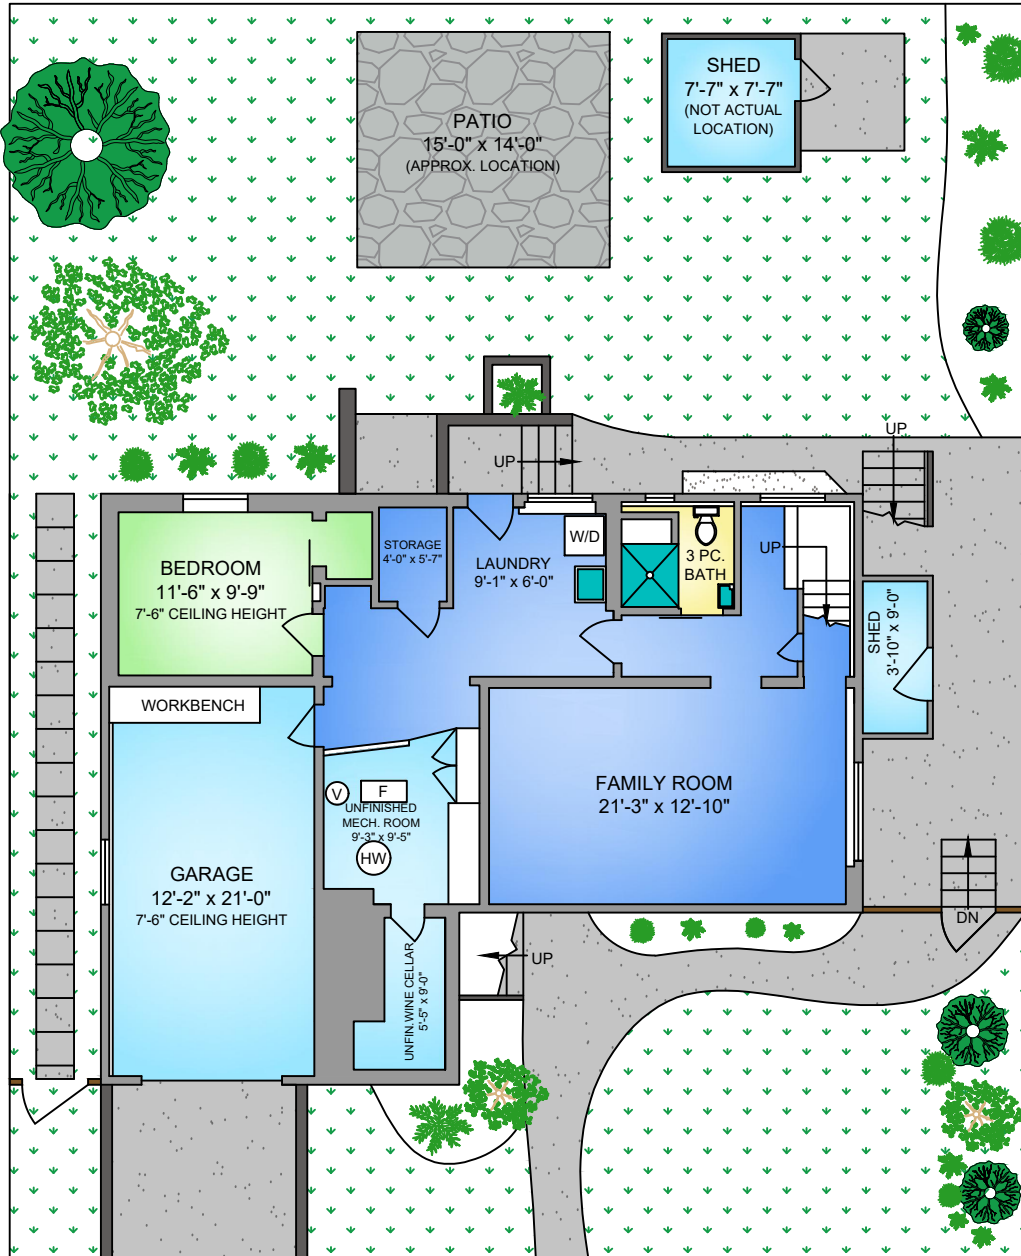 PATIO
15'-0" x 14'-0"
(APPROX. LOCATION)
SHED
7'-7" x 7'-7"
(NOT ACTUAL
LOCATION)
UP
UP
BEDROOM
11'-6" x 9'-9"
7'-6" CEILING HEIGHT
STORAGE
4'-0" x 5'-7"
LAUNDRY
9'-1" x 6'-0"
W/D
3 PC.
BATH
UP
SHED
3'-10" x 9'-0"
WORKBENCH
V
F
UNFINISHED
MECH. ROOM
9'-3" x 9'-5"
HW
FAMILY ROOM
21'-3" x 12'-10"
GARAGE
12'-2" x 21'-0"
7'-6" CEILING HEIGHT
UNFIN. WINE CELLAR
5'-5" x 9'-0"
UP
DN